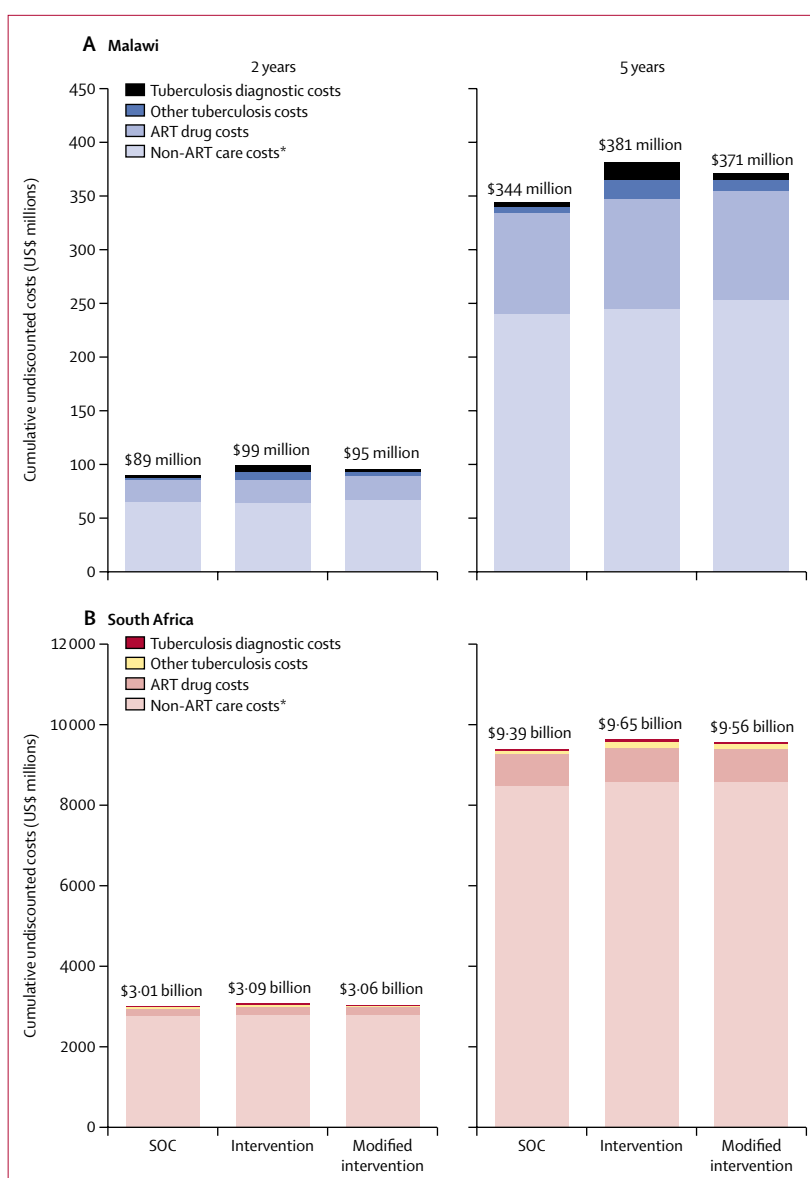 A Malawi
2 years
5 years
Cumulative undiscounted costs (US$ millions)
450
400
350
300
250
200
150
100
50
0
Tuberculosis diagnostic costs
Other tuberculosis costs
ART drug costs
Non-ART care costs*
$89 million
$99 million
$95 million
$344 million
$381 million
$371 million
B South Africa
Cumulative undiscounted costs (US$ millions)
12 000
10 000
8000
6000
4000
2000
0
Tuberculosis diagnostic costs
Other tuberculosis costs
ART drug costs
Non-ART care costs*
$3·01 billion
$3·09 billion
$3·06 billion
$9·39 billion
$9·65 billion
$9·56 billion
SOC
Intervention
Modified
intervention
SOC
Intervention
Modified
intervention